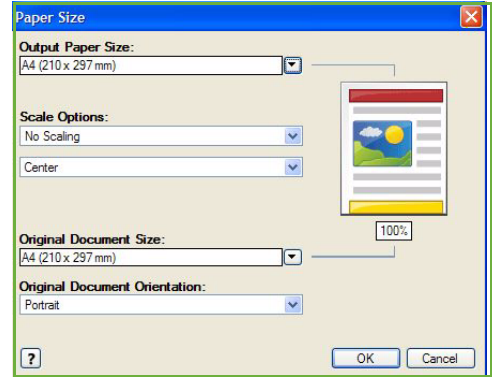 Paper Size
Output Paper Size:
A4 (210 x 297 mm)
Scale Options:
No Scaling
Center
100%
Original Document Size:
A4 (210 x 297 mm)
Original Document Orientation:
Portrait
?
OK
Cancel